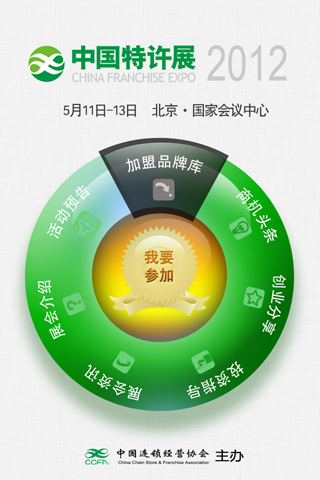 中国特许展 2012
CHINA FRANCHISE EXPO
5月11日-13日 北京·国家会议中心
加盟品牌库
商机头条
创业分享
投资指导
展会资讯
展会介绍
活动预告
我要
参加
CCFA
中国连锁经营协会 主办
China Chain Store & Franchise Association